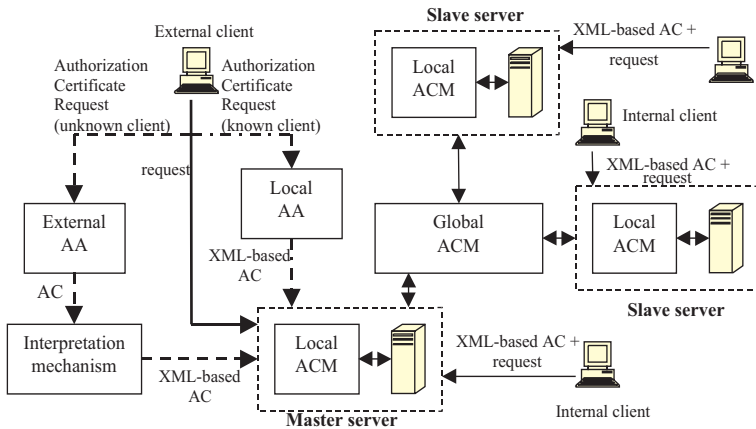 External client
Authorization
Certificate
Request
(unknown client)
Authorization
Certificate
Request
(known client)
request
External
AA
Local
AA
AC
XML-based
AC
Interpretation
mechanism
XML-based
AC
Local
ACM
Master server
Slave server
Local
ACM
XML-based AC +
request
Internal client
XML-based AC +
request
Global
ACM
Local
ACM
Slave server
XML-based AC +
request
Internal client